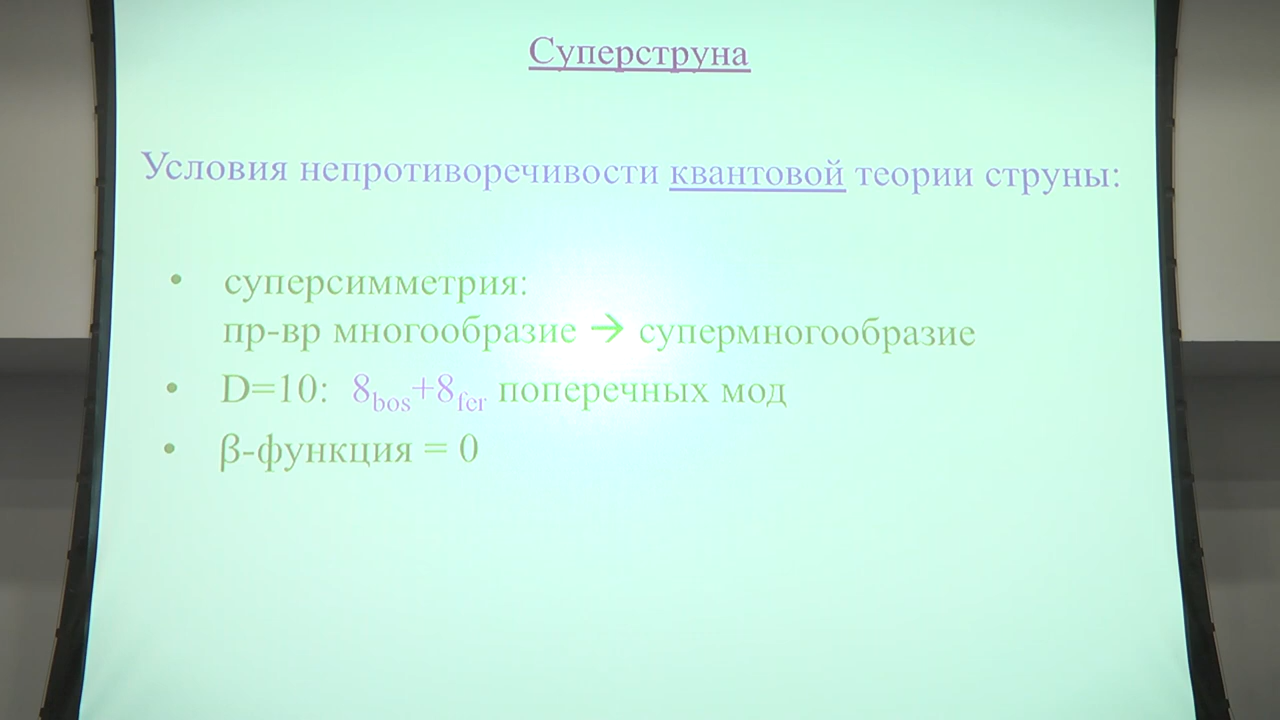 Суперструна
Условия непротиворечивости квантовой теории струны:
• суперсимметрия:
пр-вр многообразие → супермногообразие
• D=10: 8bos+8fer поперечных мод
• β-функция = 0